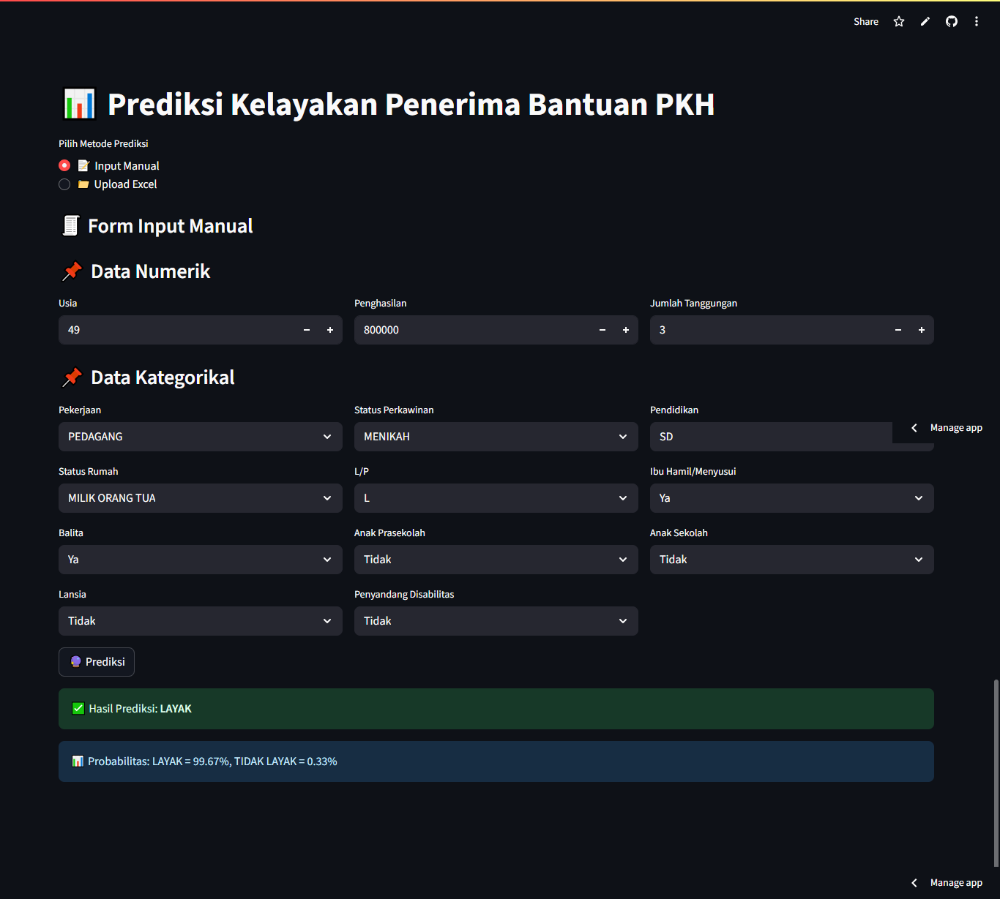 Share
Prediksi Kelayakan Penerima Bantuan PKH
Pilih Metode Prediksi
Input Manual
Upload Excel
Form Input Manual
Data Numerik
Usia Penghasilan Jumlah Tanggungan
49 800000 3
Data Kategorikal
Pekerjaan Status Perkawinan Pendidikan
PEDAGANG MENIKAH SD
Manage app
Status Rumah L/P Ibu Hamil/Menyusui
MILIK ORANG TUA L Ya
Balita Anak Prasekolah Anak Sekolah
Ya Tidak Tidak
Lansia Penyandang Disabilitas
Tidak Tidak
Prediksi
Hasil Prediksi: LAYAK
Probabilitas: LAYAK = 99.67%, TIDAK LAYAK = 0.33%
Manage app